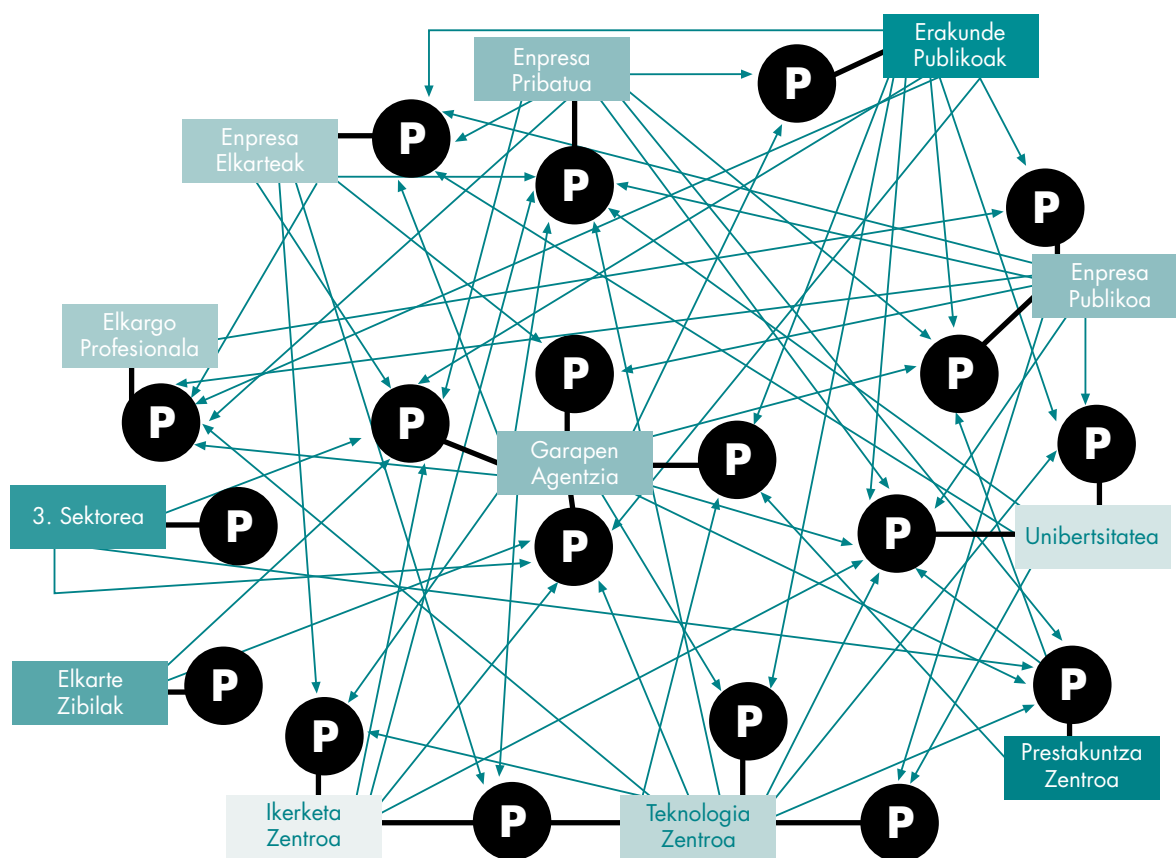 Erakunde
Publikoak
Enpresa
Pribatua
P
P
Enpresa
Elkarteak
P
P
P
Enpresa
Publikoa
Elkargo
Profesionala
P
P
P
P
Garapen
Agentzia
P
P
3. Sektorea
P
P
P
Unibertsitatea
Elkarte
Zibilak
P
P
P
P
Prestakuntza
Zentroa
Ikerketa
Zentroa
P
Teknologia
Zentroa
P